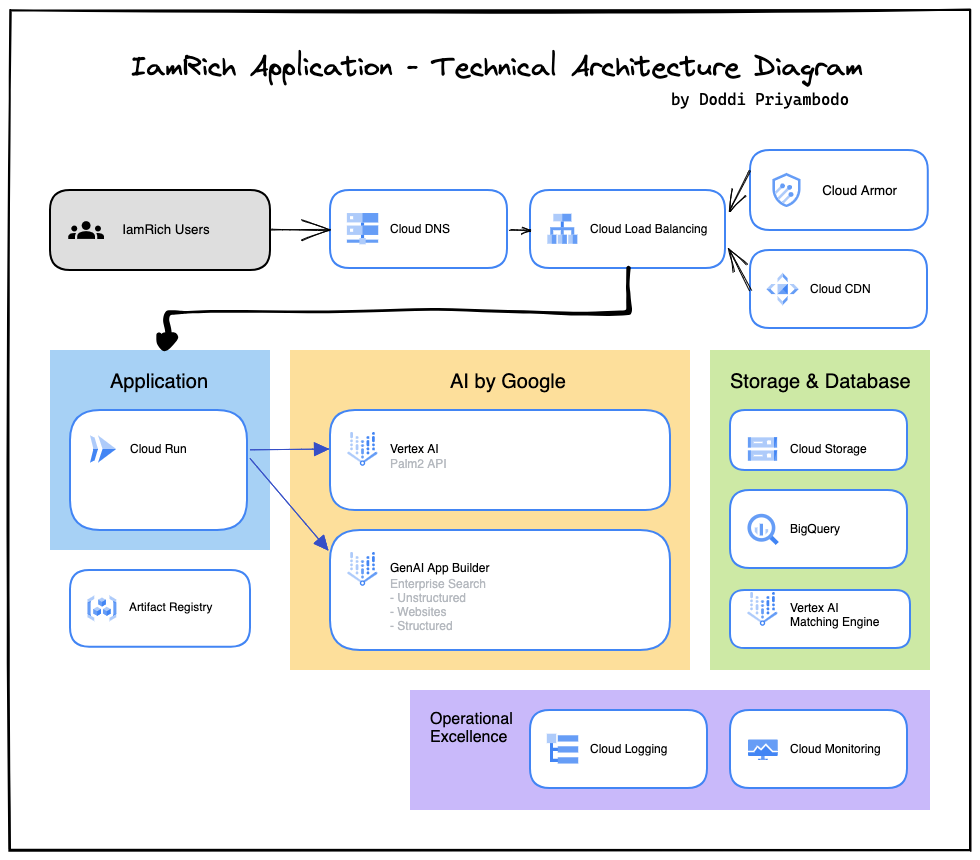 IamRich Application - Technical Architecture Diagram
by Doddi Priyambodo
IamRich Users
Cloud DNS
Cloud Load Balancing
Cloud Armor
Cloud CDN
Application
Cloud Run
Artifact Registry
AI by Google
Vertex AI
Palm2 API
GenAI App Builder
Enterprise Search
- Unstructured
- Websites
- Structured
Storage & Database
Cloud Storage
BigQuery
Vertex AI
Matching Engine
Operational
Excellence
Cloud Logging
Cloud Monitoring